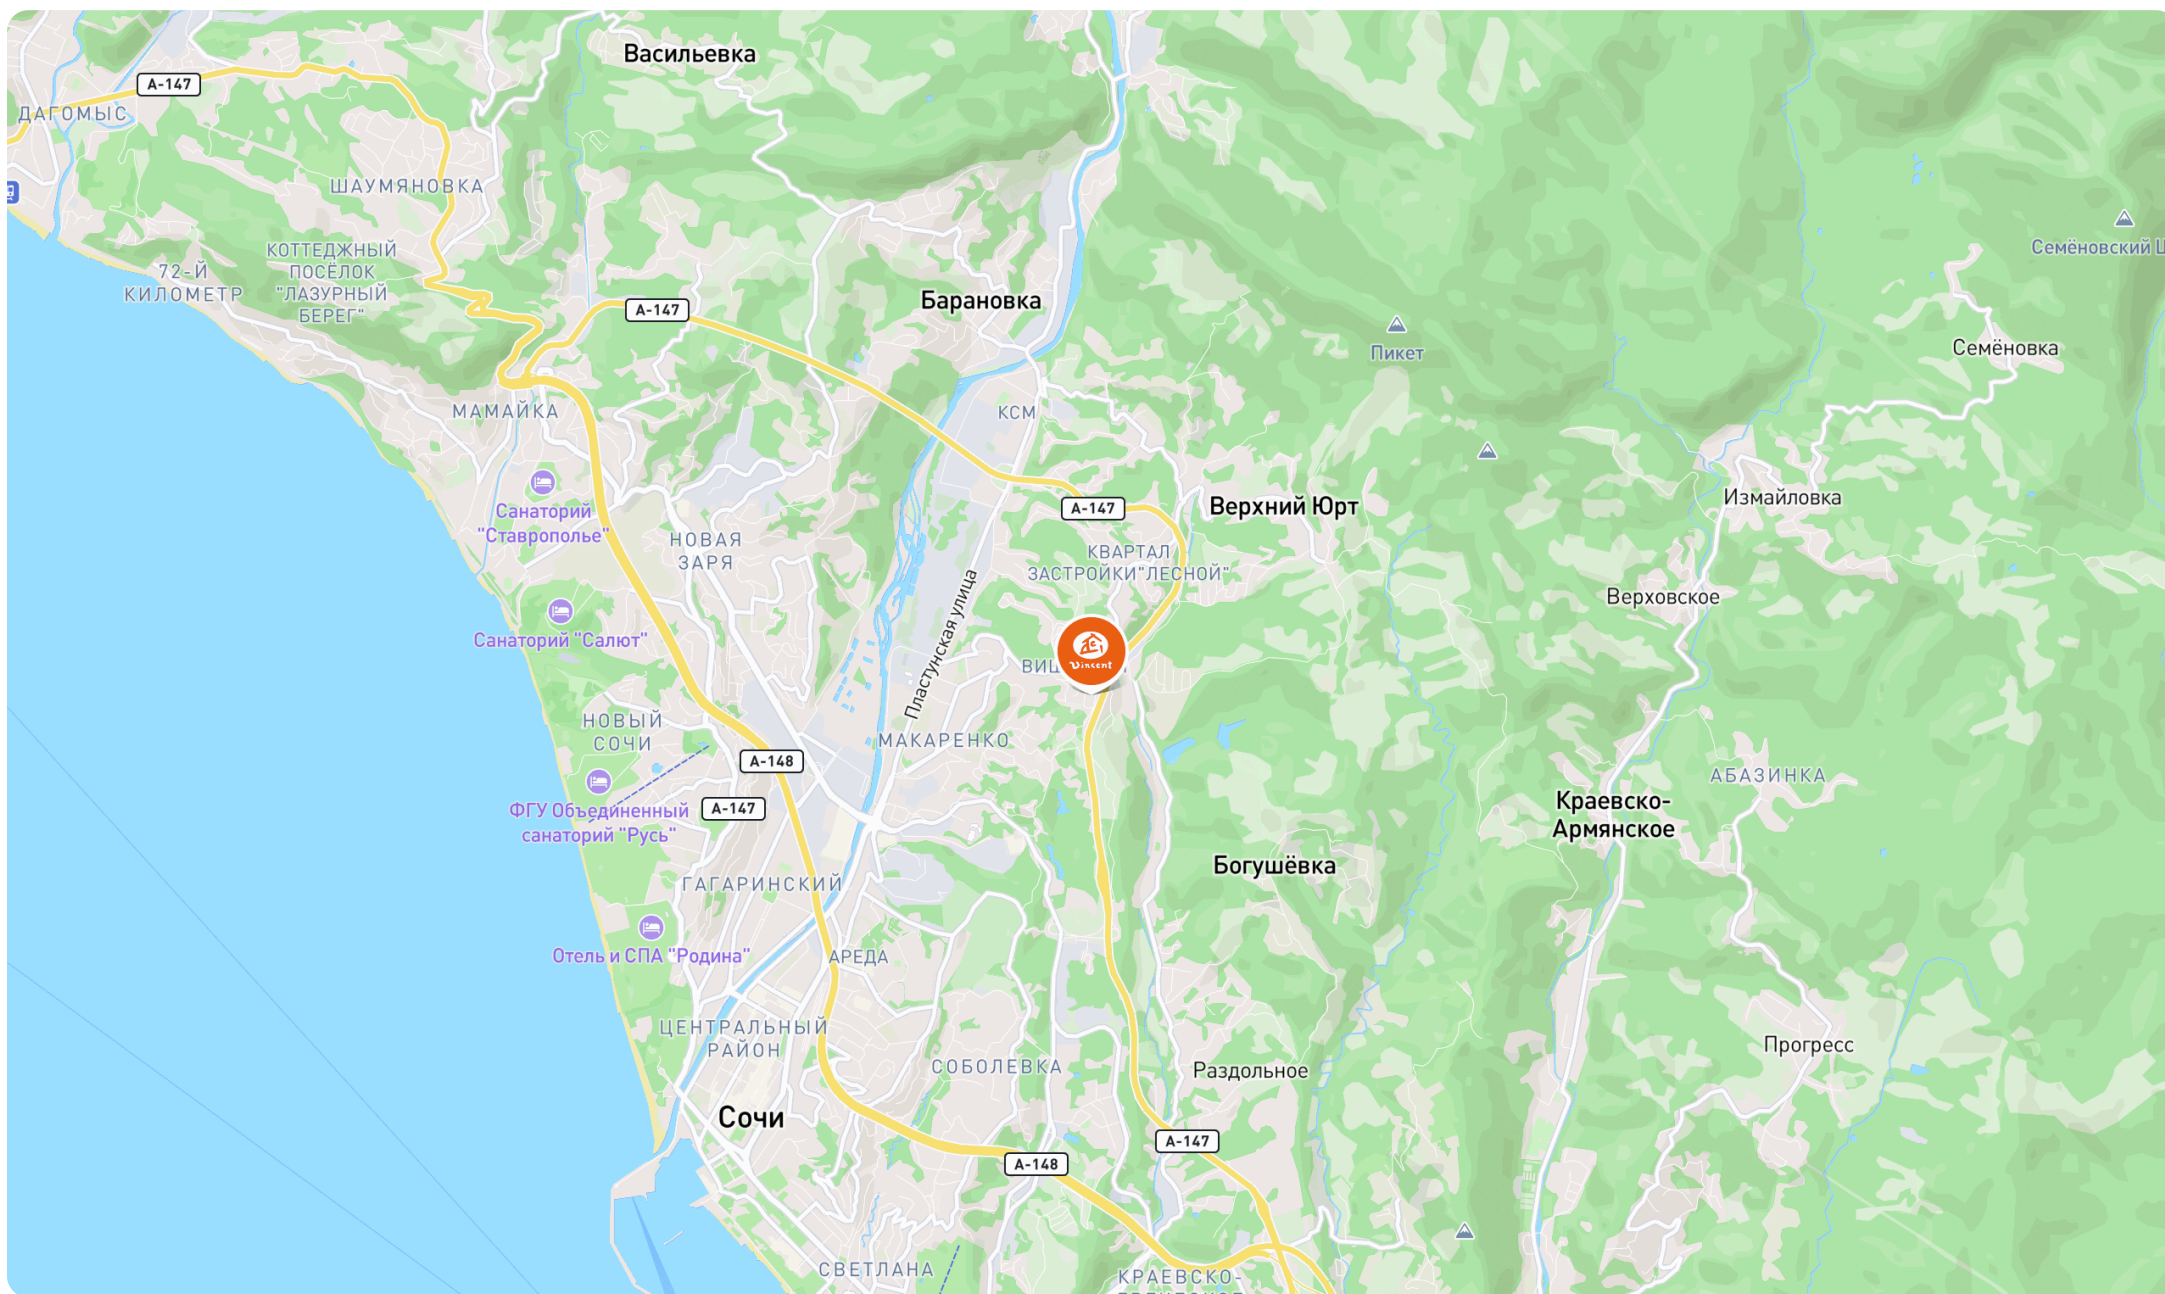 Васильевка
А-147
ДАГОМЫС
ШАУМЯНОВКА
КОТТЕДЖНЫЙ
ПОСЁЛОК
"ЛАЗУРНЫЙ
БЕРЕГ"
72-Й
КИЛОМЕТР
Семёновский
Барановка
А-147
Пикет
Семёновка
МАМАЙКА
КСМ
Санаторий
"Ставрополье"
А-147
Верхний Юрт
Измайловка
НОВАЯ
ЗАРЯ
КВАРТАЛ
ЗАСТРОЙКИ"ЛЕСНОЙ"
Верховское
Пластунская улица
Санаторий "Салют"
Vincent
НОВЫЙ
СОЧИ
МАКАРЕНКО
А-148
АБАЗИНКА
ФГУ Объединенный
санаторий "Русь"
А-147
Краевско-
Армянское
Богушёвка
ГАГАРИНСКИЙ
Отель и СПА "Родина"
АРЕДА
ЦЕНТРАЛЬНЫЙ
РАЙОН
Прогресс
СОБОЛЕВКА
Раздольное
Сочи
А-147
А-148
СВЕТЛАНА
КРАЕВСКО-